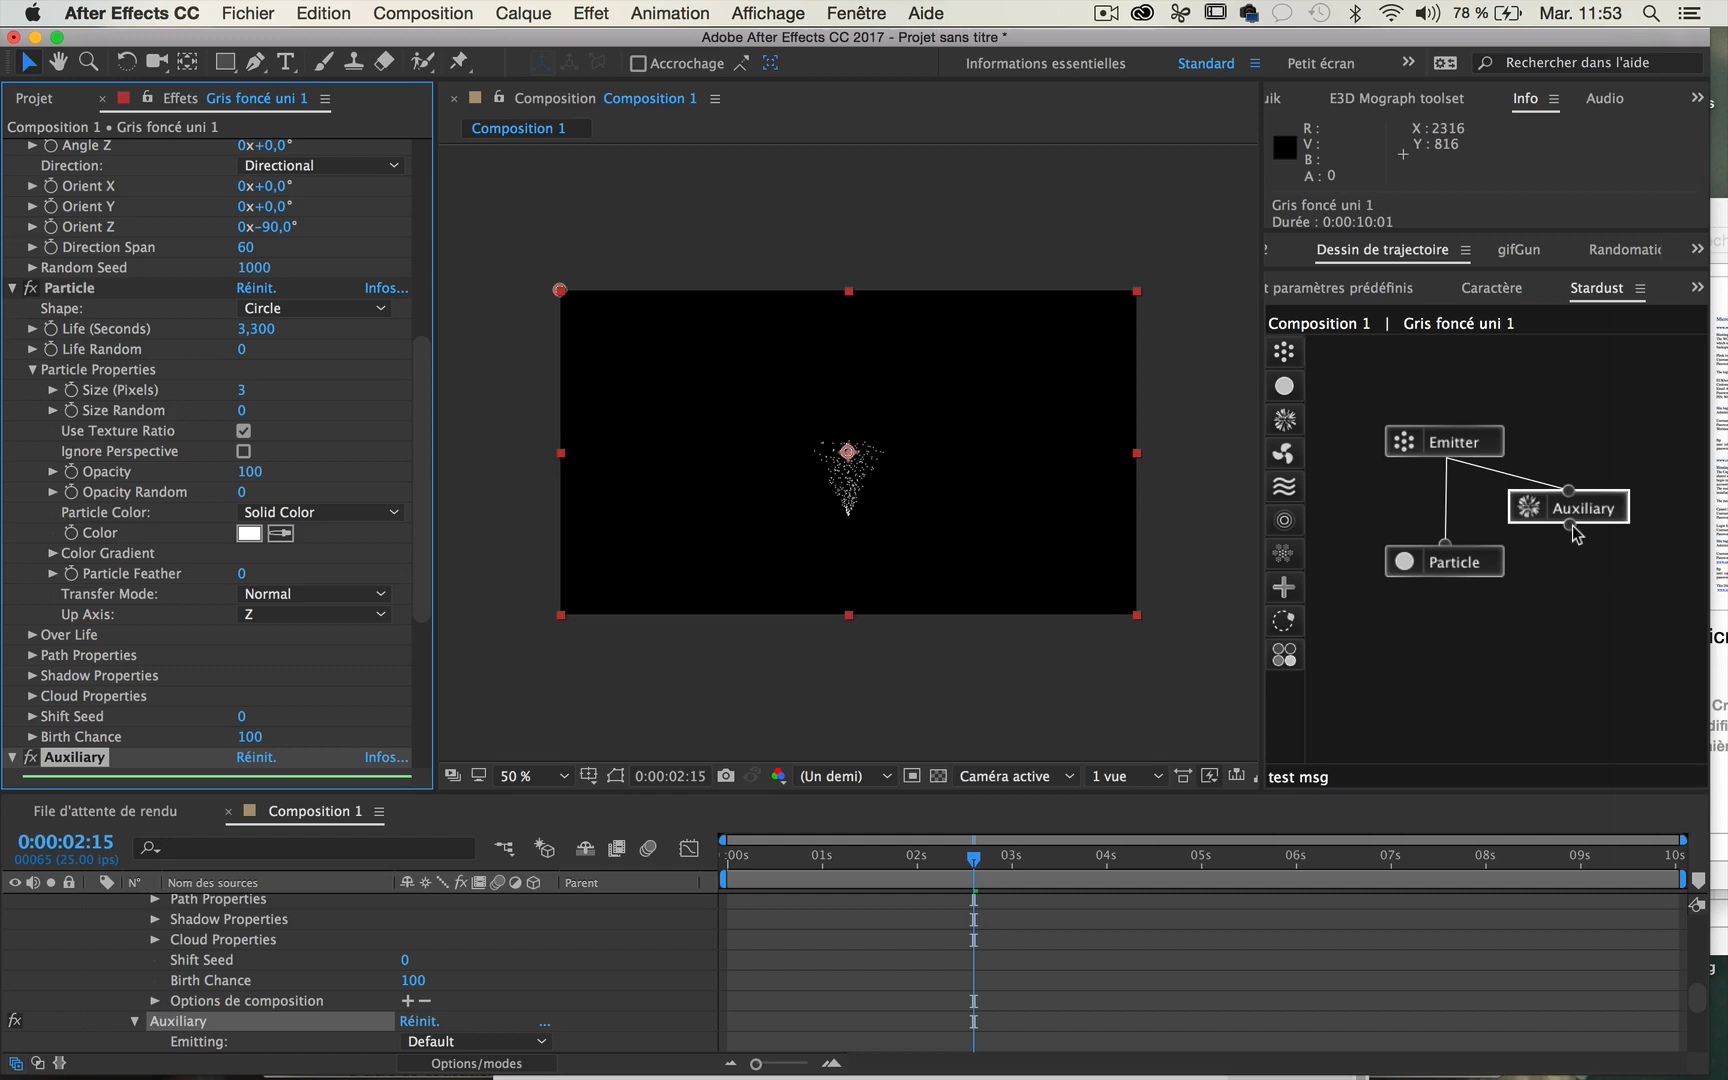 After Effects CC Fichier Edition Composition Calque Effet Animation Affichage Fenêtre Aide 78 % Mar. 11:53
Adobe After Effects CC 2017 - Projet sans titre *
Accrochage Informations essentielles Standard Petit écran Rechercher dans l'aide
Projet Effets Gris foncé uni 1
Composition 1 • Gris foncé uni 1
Angle Z 0x+0,0°
Direction: Directional
Orient X 0x+0,0°
Orient Y 0x+0,0°
Orient Z 0x-90,0°
Direction Span 60
Random Seed 1000
fx Particle Réinit. Infos...
Shape: Circle
Life (Seconds) 3,300
Life Random 0
Particle Properties
Size (Pixels) 3
Size Random 0
Use Texture Ratio
Ignore Perspective
Opacity 100
Opacity Random 0
Particle Color: Solid Color
Color
Color Gradient
Particle Feather 0
Transfer Mode: Normal
Up Axis: Z
Over Life
Path Properties
Shadow Properties
Cloud Properties
Shift Seed 0
Birth Chance 100
fx Auxiliary Réinit. Infos...
Composition Composition 1
Composition 1
50 % 0:00:02:15 (Un demi) Caméra active 1 vue
uik E3D Mograph toolset Info Audio
R : X : 2316
V : Y : 816
B :
A : 0
Gris foncé uni 1
Durée : 0:00:10:01
2 Dessin de trajectoire gifGun Randomatic
t paramètres prédéfinis Caractère Stardust
Composition 1 | Gris foncé uni 1
Emitter
Auxiliary
Particle
test msg
File d'attente de rendu Composition 1
0:00:02:15
00065 (25.00 ips)
:00s 01s 02s 03s 04s 05s 06s 07s 08s 09s 10s
N° Nom des sources fx Parent
Path Properties
Shadow Properties
Cloud Properties
Shift Seed 0
Birth Chance 100
Options de composition
fx Auxiliary Réinit. ...
Emitting: Default
Options/modes